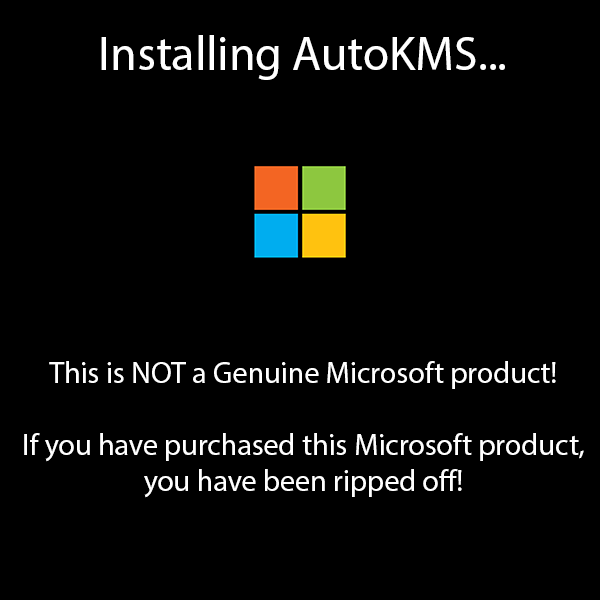 Installing AutoKMS...
This is NOT a Genuine Microsoft product!
If you have purchased this Microsoft product,
you have been ripped off!